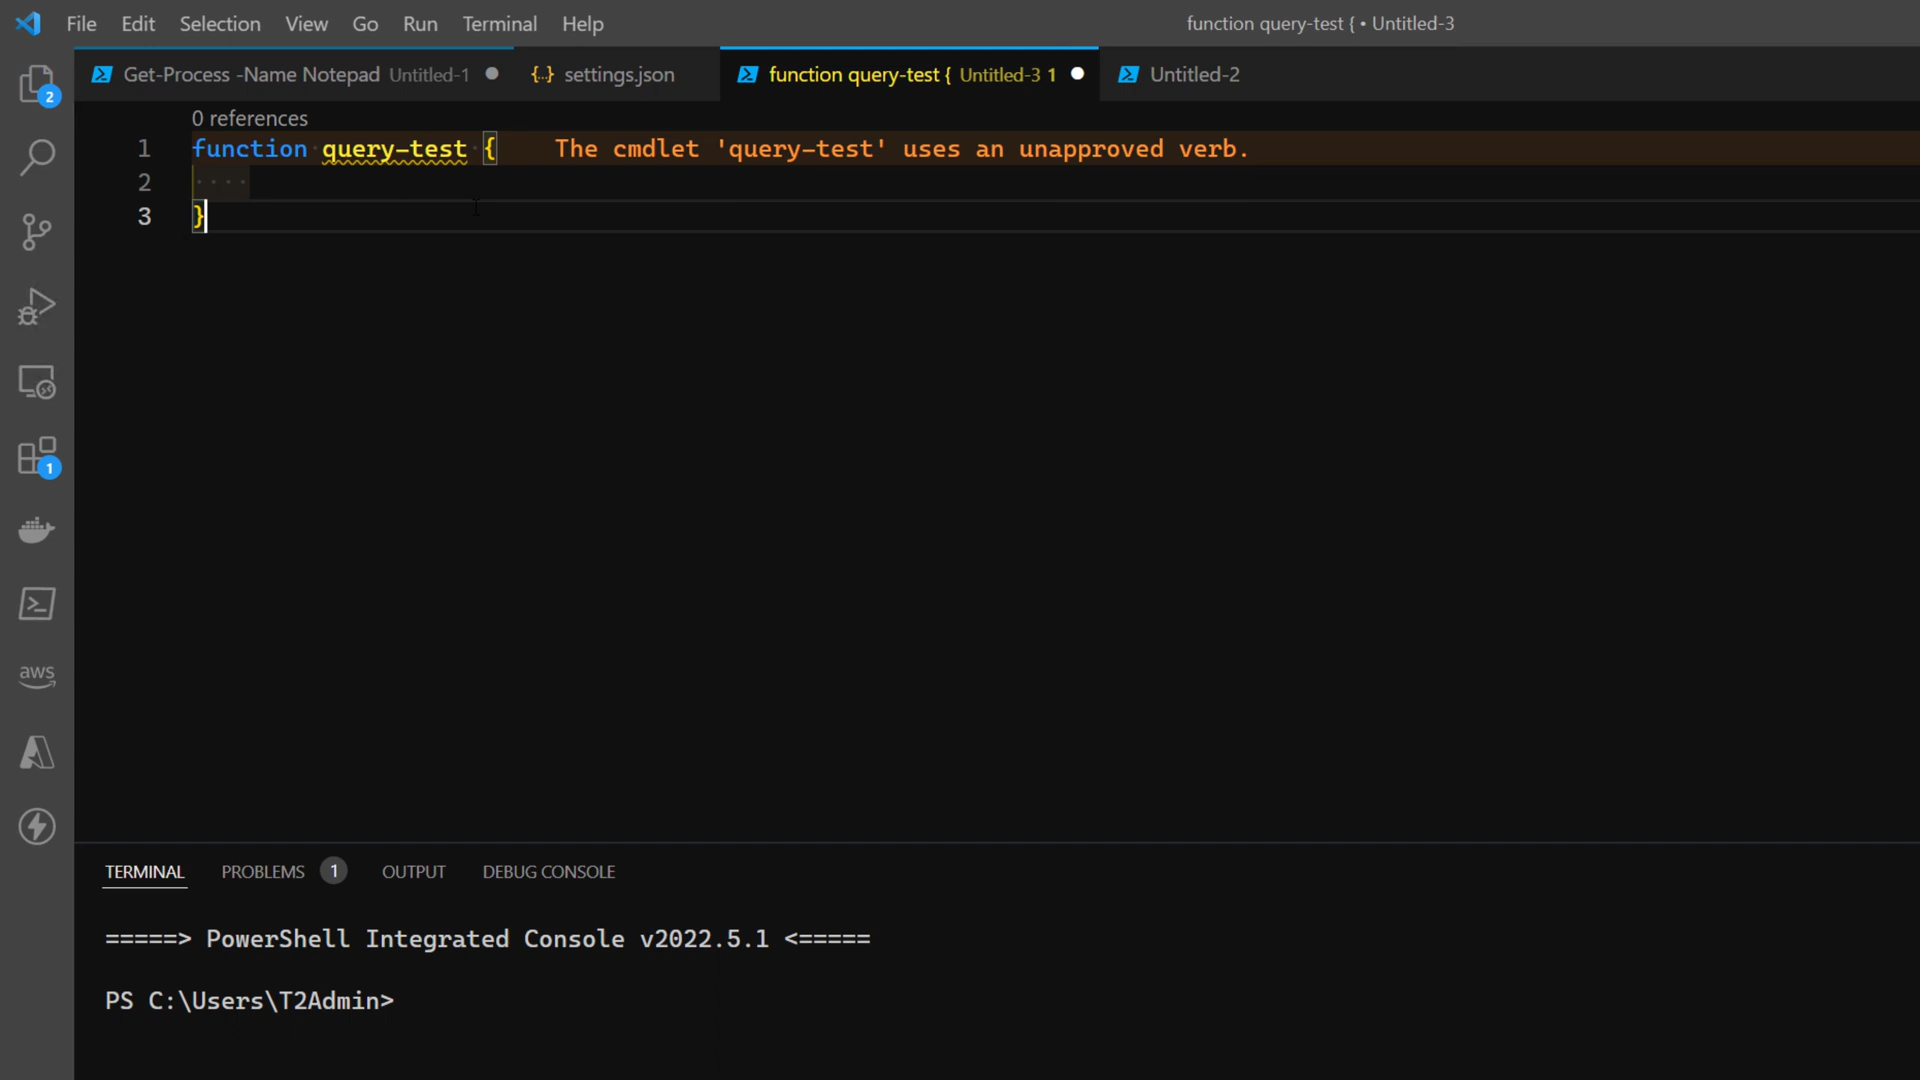 File Edit Selection View Go Run Terminal Help function query-test { • Untitled-3
Get-Process -Name Notepad Untitled-1 {..} settings.json function query-test { Untitled-3 1 Untitled-2
2
0 references
1 function query-test { The cmdlet 'query-test' uses an unapproved verb.
2 ····
3 }
1
aws
TERMINAL PROBLEMS 1 OUTPUT DEBUG CONSOLE
=====> PowerShell Integrated Console v2022.5.1 <=====
PS C:\Users\T2Admin>